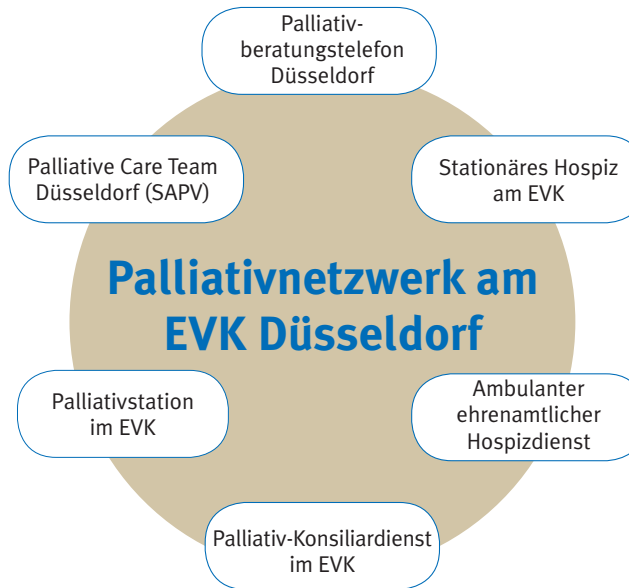 Palliativ-
beratungstelefon
Düsseldorf
Palliative Care Team
Düsseldorf (SAPV)
Stationäres Hospiz
am EVK
Palliativnetzwerk am
EVK Düsseldorf
Palliativstation
im EVK
Ambulanter
ehrenamtlicher
Hospizdienst
Palliativ-Konsiliardienst
im EVK